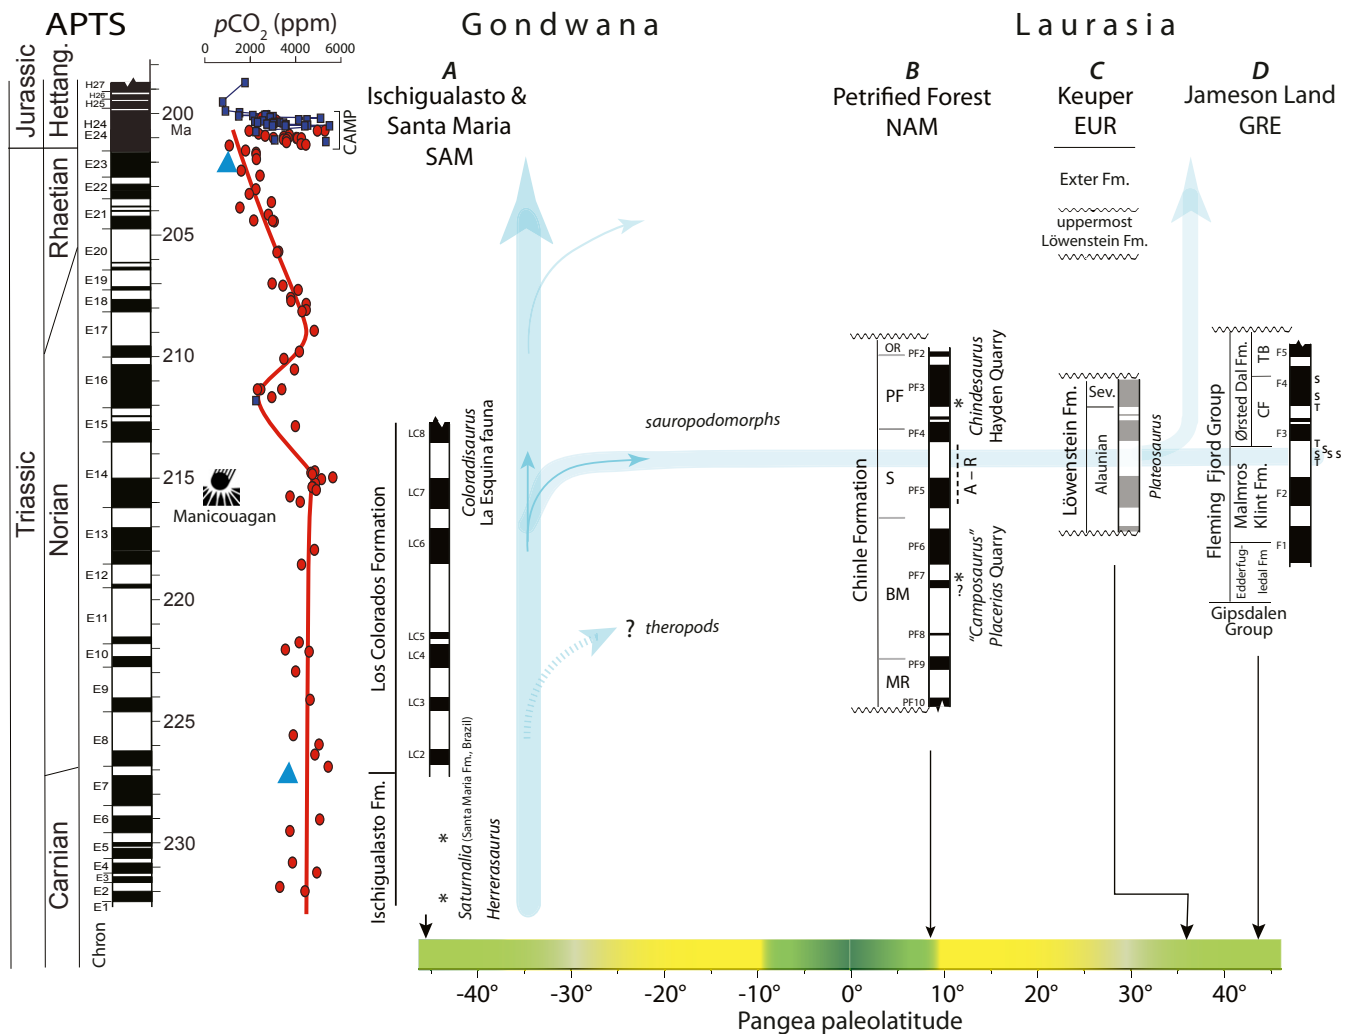 APTS
pCO2 (ppm)
0 2000 4000 6000
Gondwana
Laurasia
A
Ischigualasto &
Santa Maria
SAM
B
Petrified Forest
NAM
C
Keuper
EUR
D
Jameson Land
GRE
Jurassic
Hettang.
Triassic
Rhaetian
Norian
Carnian
Chron
H27
H26
H25
H24
E24
E23
E22
E21
E20
E19
E18
E17
E16
E15
E14
E13
E12
E11
E10
E9
E8
E7
E6
E5
E4
E3
E2
E1
200
Ma
205
210
215
220
225
230
CAMP
Manicouagan
Los Colorados Formation
Ischigualasto Fm.
LC8
LC7
LC6
LC5
LC4
LC3
LC2
Coloradisaurus
La Esquina fauna
*
*
Saturnalia (Santa Maria Fm., Brazil)
Herrerasaurus
sauropodomorphs
? theropods
Chinle Formation
OR
PF
S
BM
MR
PF2
PF3
PF4
PF5
PF6
PF7
PF8
PF9
PF10
*
Chindesaurus
Hayden Quarry
A – R
*
?
"Camposaurus"
Placerias Quarry
Exter Fm.
uppermost
Löwenstein Fm.
Löwenstein Fm.
Sev.
Alaunian
Plateosaurus
Fleming Fjord Group
Ørsted Dal Fm.
TB
CF
Malmros
Klint Fm.
Edderfug-
ledal Fm
Gipsdalen
Group
F5
F4
F3
F2
F1
S
S
T
T
S
T
S
S S
-40° -30° -20° -10° 0° 10° 20° 30° 40°
Pangea paleolatitude